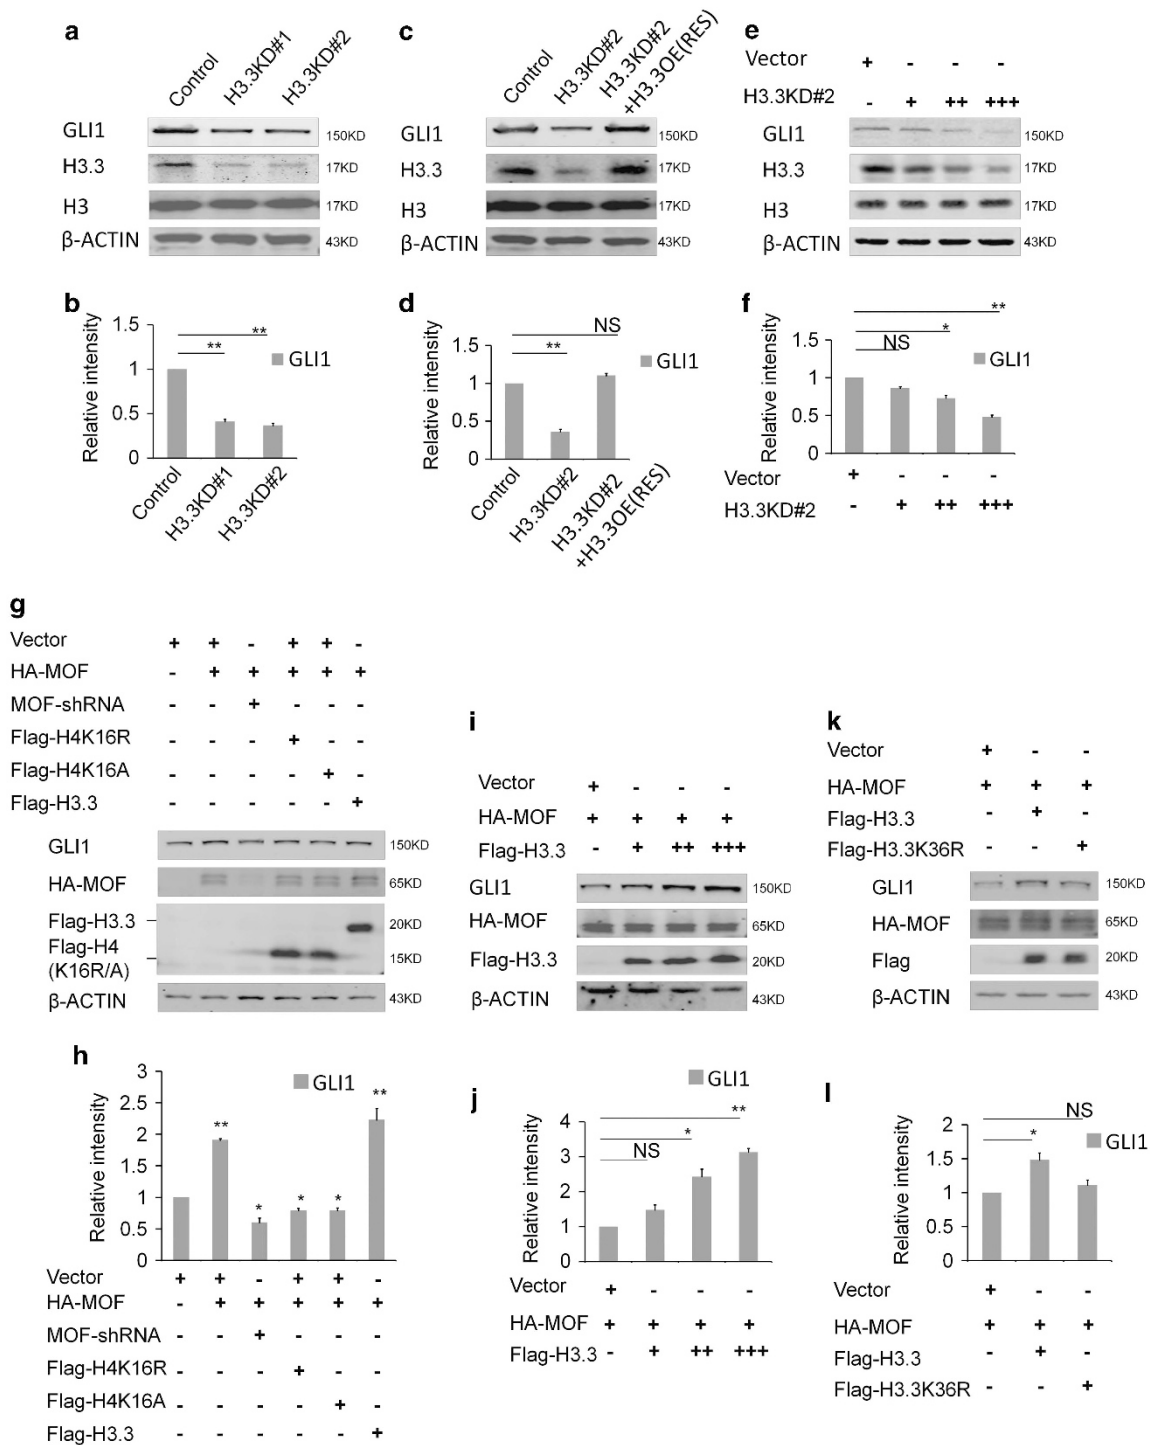 a
Control
H3.3KD#1
H3.3KD#2
GLI1
150KD
H3.3
17KD
H3
17KD
β-ACTIN
43KD
c
Control
H3.3KD#2
H3.3KD#2
+H3.3OE(RES)
GLI1
150KD
H3.3
17KD
H3
17KD
β-ACTIN
43KD
e
Vector + - - -
H3.3KD#2 - + ++ +++
GLI1
150KD
H3.3
17KD
H3
17KD
β-ACTIN
43KD
b
Relative intensity
1.5
1
0.5
0
**
**
GLI1
Control
H3.3KD#1
H3.3KD#2
d
Relative intensity
1.5
1
0.5
0
NS
**
GLI1
Control
H3.3KD#2
H3.3KD#2
+H3.3OE(RES)
f
Relative intensity
1.5
1
0.5
0
**
*
NS
GLI1
Vector + - - -
H3.3KD#2 - + ++ +++
g
Vector + + - + + -
HA-MOF - + + + + +
MOF-shRNA - - + - - -
Flag-H4K16R - - - + - -
Flag-H4K16A - - - - + -
Flag-H3.3 - - - - - +
GLI1
150KD
HA-MOF
65KD
Flag-H3.3
20KD
Flag-H4
(K16R/A)
15KD
β-ACTIN
43KD
i
Vector + - - -
HA-MOF + + + +
Flag-H3.3 - + ++ +++
GLI1
150KD
HA-MOF
65KD
Flag-H3.3
20KD
β-ACTIN
43KD
k
Vector + - -
HA-MOF + + +
Flag-H3.3 - + -
Flag-H3.3K36R - - +
GLI1
150KD
HA-MOF
65KD
Flag
20KD
β-ACTIN
43KD
h
Relative intensity
3
2.5
2
1.5
1
0.5
0
GLI1
**
*
*
*
**
Vector + + - + + -
HA-MOF - + + + + +
MOF-shRNA - - + - - -
Flag-H4K16R - - - + - -
Flag-H4K16A - - - - + -
Flag-H3.3 - - - - - +
j
Relative intensity
4
3
2
1
0
GLI1
**
*
NS
Vector + - - -
HA-MOF + + + +
Flag-H3.3 - + ++ +++
l
Relative intensity
2
1.5
1
0.5
0
NS
*
GLI1
Vector + - -
HA-MOF + + +
Flag-H3.3 - + -
Flag-H3.3K36R - - +